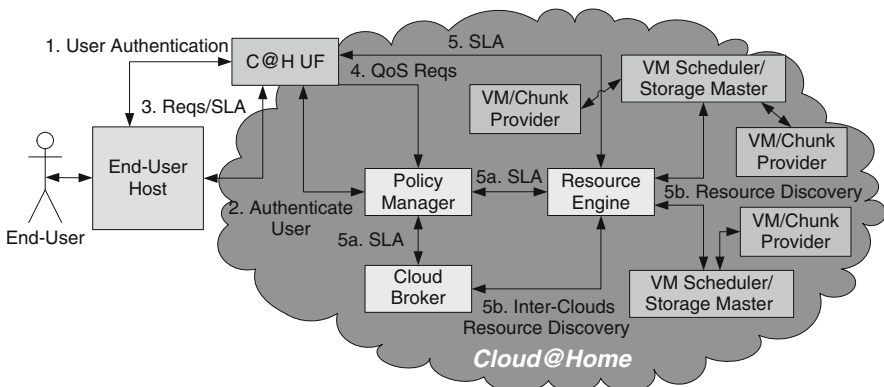 1. User Authentication
C@H UF
5. SLA
4. QoS Reqs
3. Reqs/SLA
VM/Chunk
Provider
VM Scheduler/
Storage Master
VM/Chunk
Provider
End-User
Host
End-User
2. Authenticate
User
Policy
Manager
5a. SLA
Resource
Engine
5b. Resource Discovery
VM/Chunk
Provider
5a. SLA
Cloud
Broker
5b. Inter-Clouds
Resource Discovery
VM Scheduler/
Storage Master
Cloud@Home